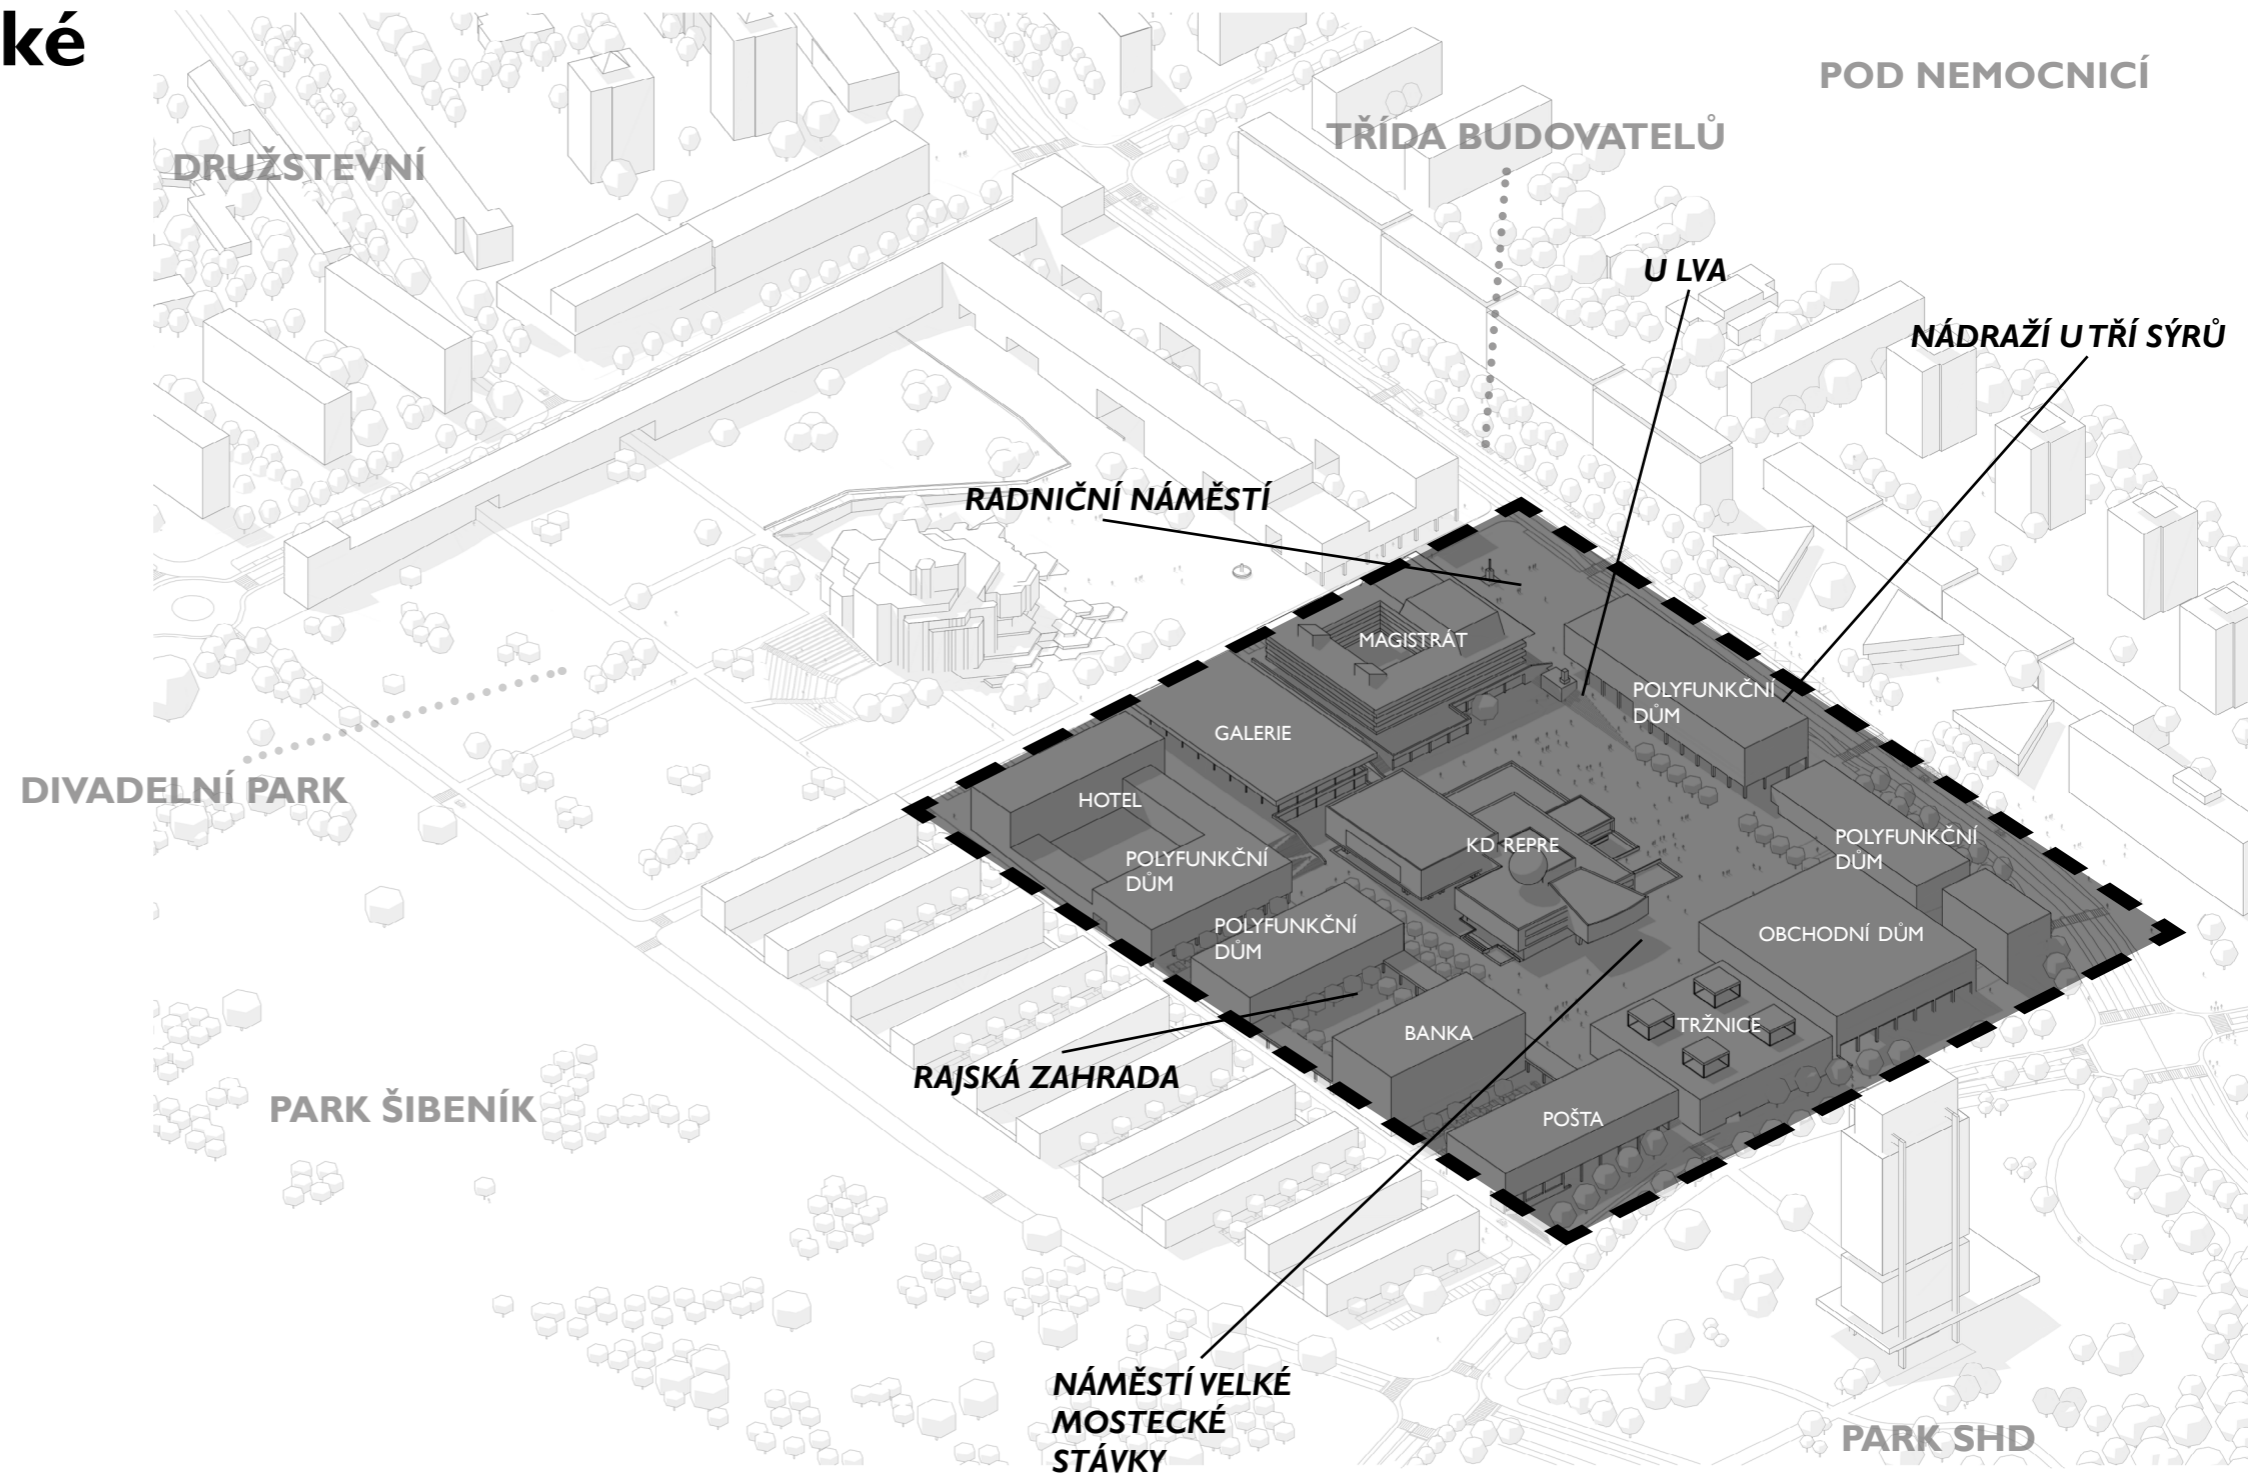 ké
POD NEMOCNICÍ
TŘÍDA BUDOVATELŮ
DRUŽSTEVNÍ
U LVA
NÁDRAŽÍ U TŘÍ SÝRŮ
RADNIČNÍ NÁMĚSTÍ
MAGISTRÁT
POLYFUNKČNÍ
DŮM
GALERIE
DIVADELNÍ PARK
HOTEL
KD REPRE
POLYFUNKČNÍ
DŮM
POLYFUNKČNÍ
DŮM
POLYFUNKČNÍ
DŮM
OBCHODNÍ DŮM
BANKA
TRŽNICE
RAJSKÁ ZAHRADA
PARK ŠIBENÍK
POŠTA
NÁMĚSTÍ VELKÉ
MOSTECKÉ
STÁVKY
PARK SHD